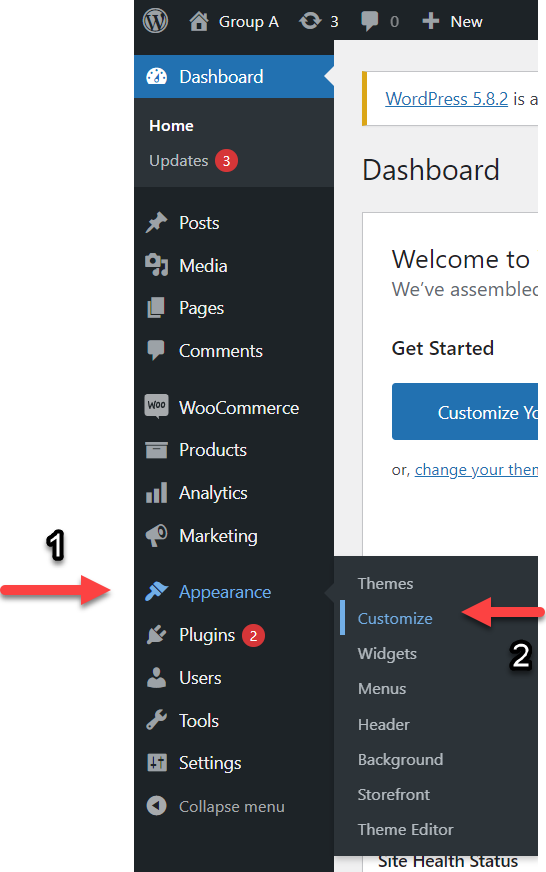 Group A 3 0 New
Dashboard
Home
Updates 3
Posts
Media
Pages
Comments
Woo WooCommerce
Products
Analytics
Marketing
1
Appearance
Plugins 2
Users
Tools
Settings
Collapse menu
WordPress 5.8.2 is a
Dashboard
Welcome to
We've assembled
Get Started
Customize Yo
or, change your them
Themes
Customize
2
Widgets
Menus
Header
Background
Storefront
Theme Editor
Site Health Status